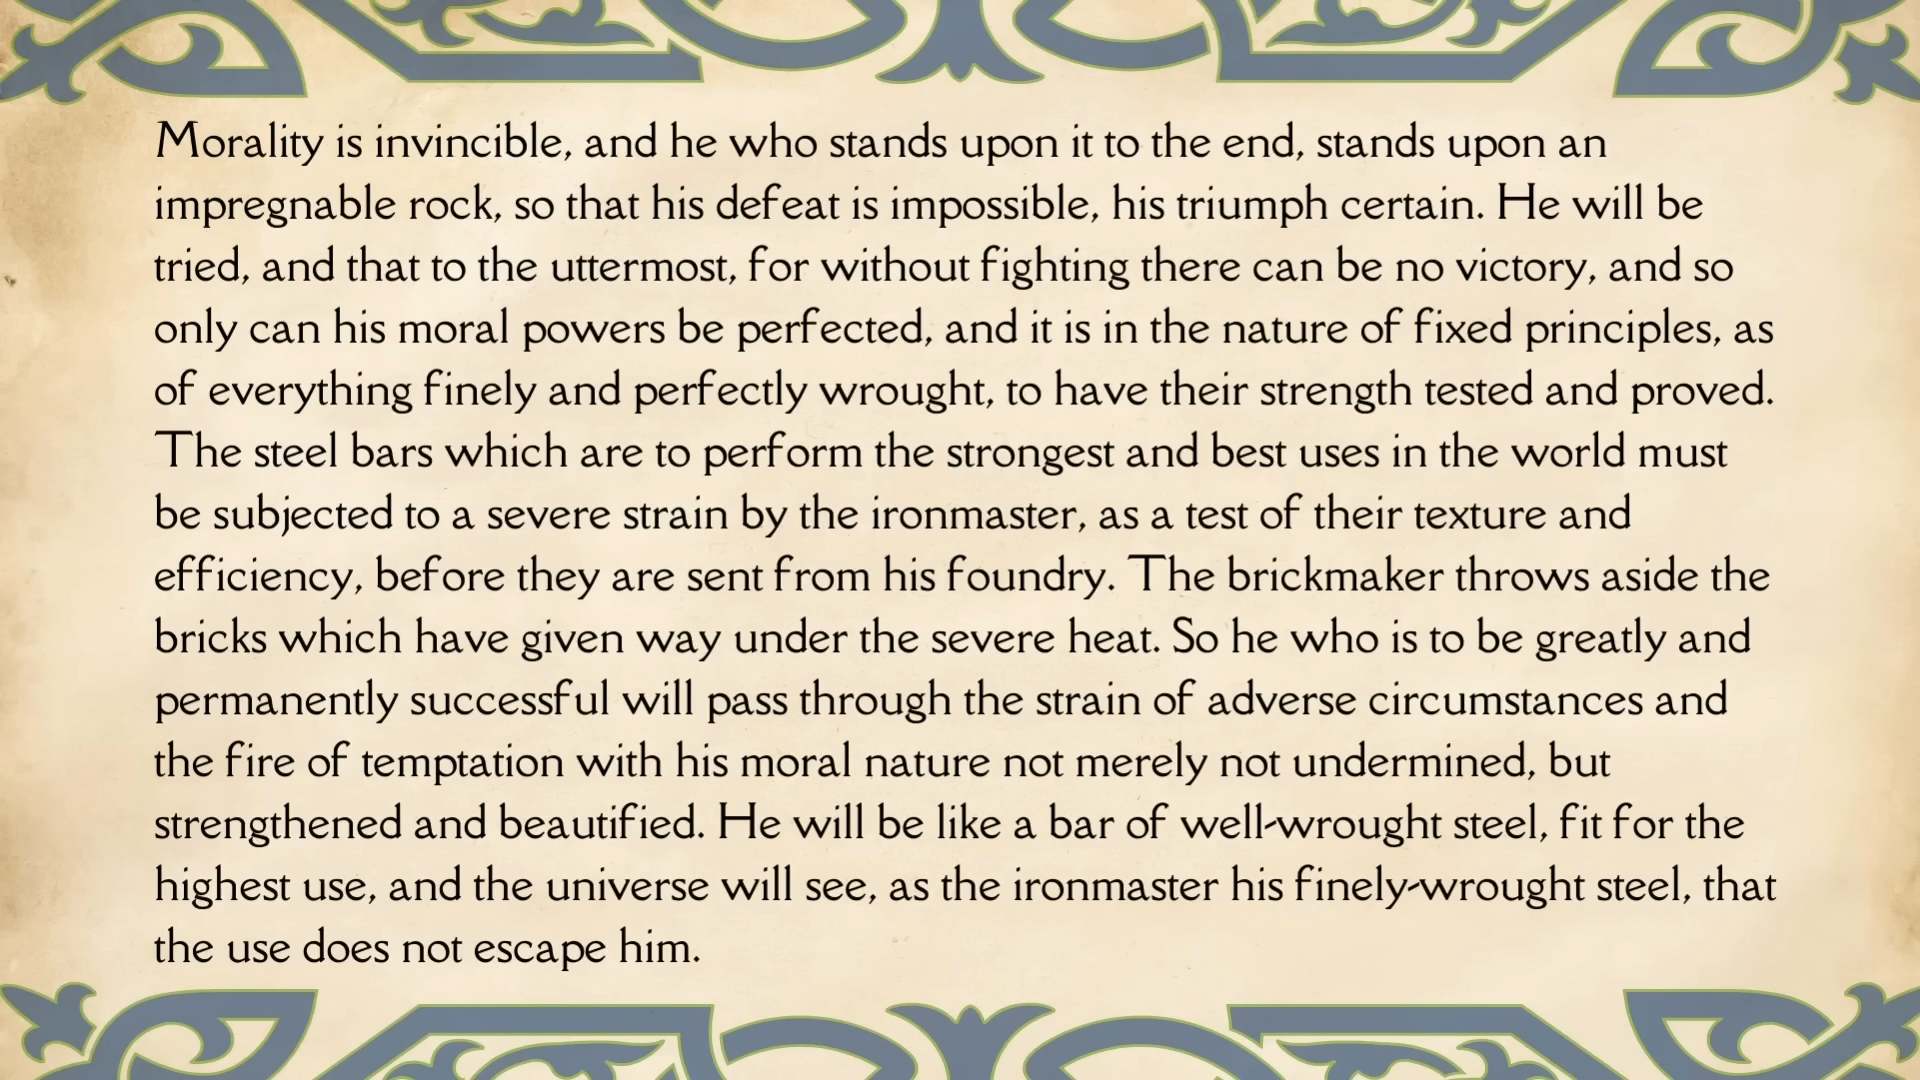 Morality is invincible, and he who stands upon it to the end, stands upon an
impregnable rock, so that his defeat is impossible, his triumph certain. He will be
tried, and that to the uttermost, for without fighting there can be no victory, and so
only can his moral powers be perfected, and it is in the nature of fixed principles, as
of everything finely and perfectly wrought, to have their strength tested and proved.
The steel bars which are to perform the strongest and best uses in the world must
be subjected to a severe strain by the ironmaster, as a test of their texture and
efficiency, before they are sent from his foundry. The brickmaker throws aside the
bricks which have given way under the severe heat. So he who is to be greatly and
permanently successful will pass through the strain of adverse circumstances and
the fire of temptation with his moral nature not merely not undermined, but
strengthened and beautified. He will be like a bar of well-wrought steel, fit for the
highest use, and the universe will see, as the ironmaster his finely-wrought steel, that
the use does not escape him.